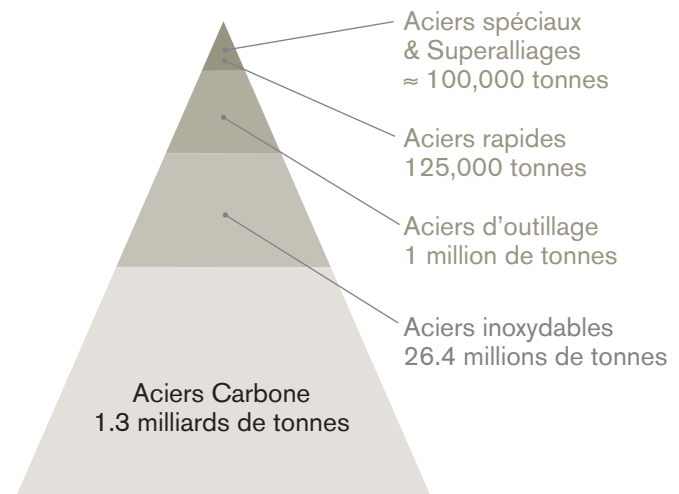 Aciers spéciaux
& Superalliages
≈ 100,000 tonnes
Aciers rapides
125,000 tonnes
Aciers d’outillage
1 million de tonnes
Aciers inoxydables
26.4 millions de tonnes
Aciers Carbone
1.3 milliards de tonnes